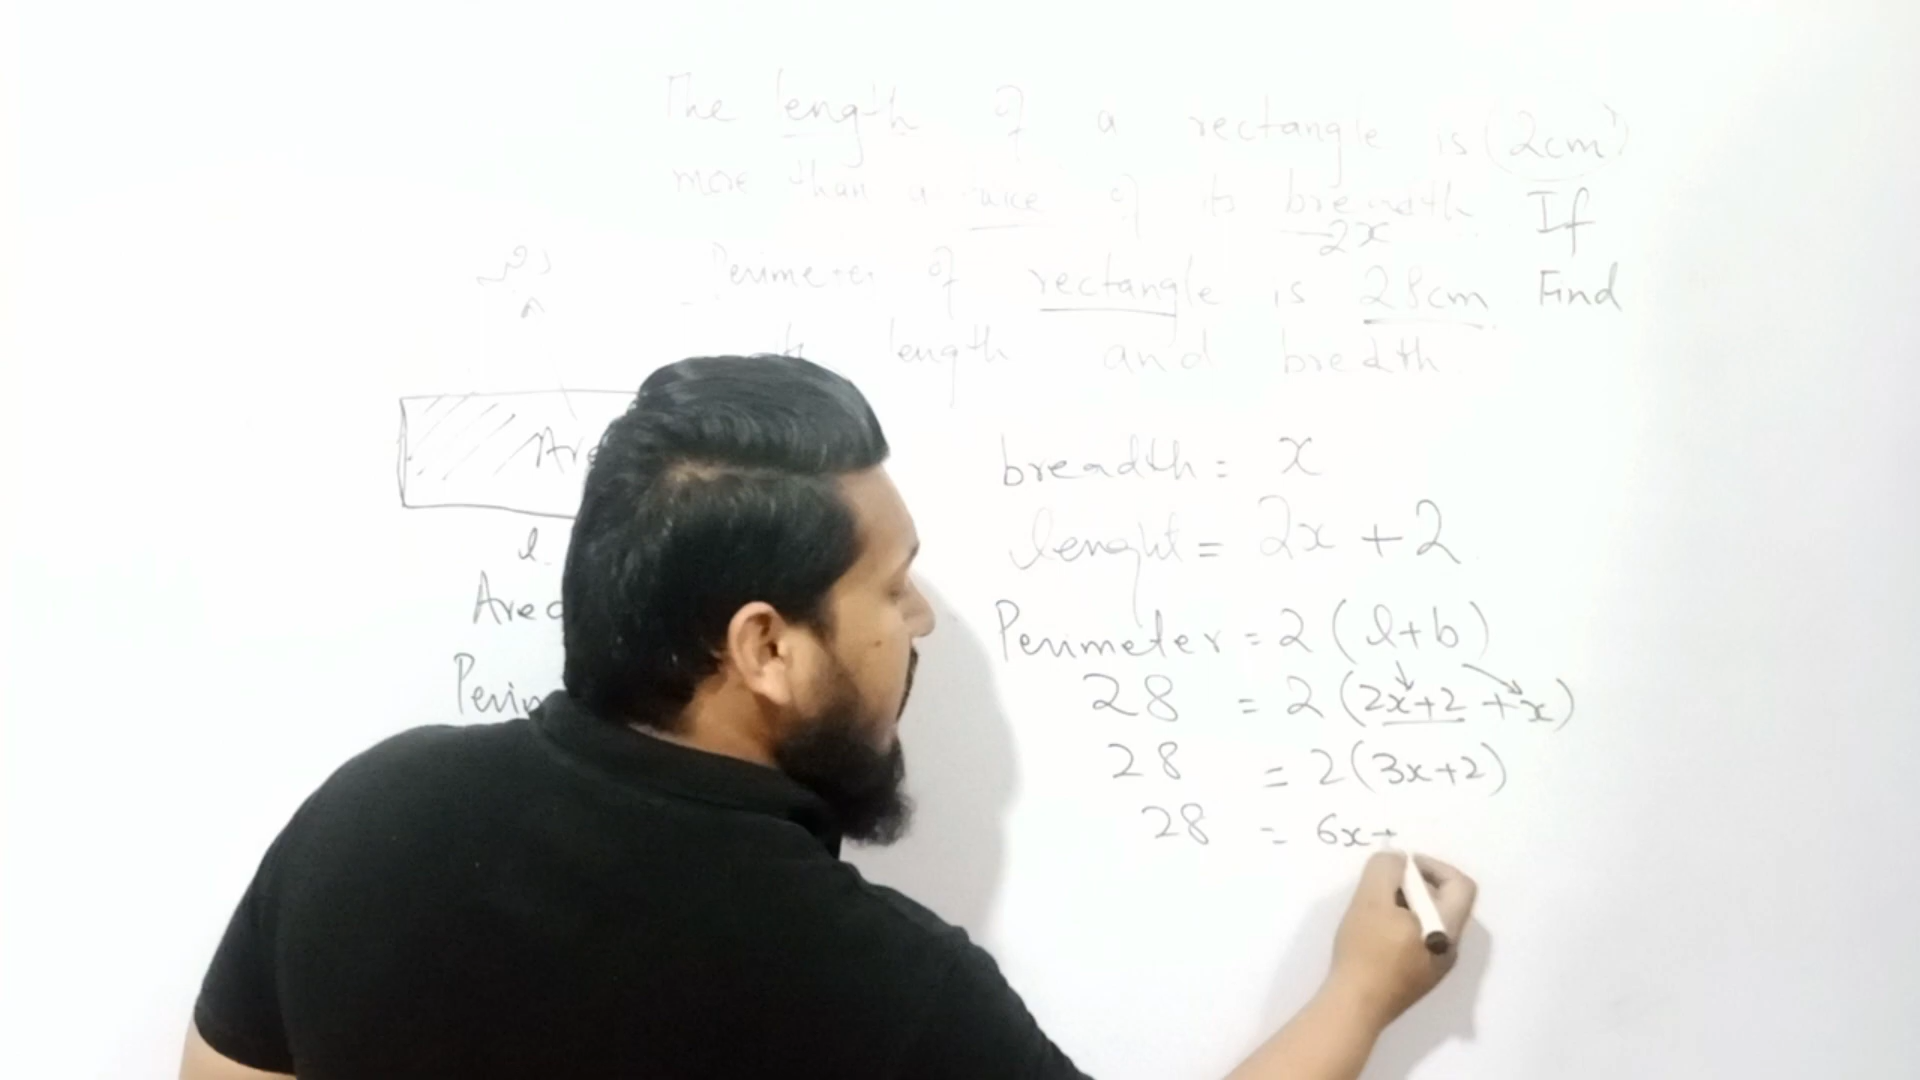 The length of a rectangle is (2cm)
more than a twice of its breadth If
2x
Perimeter of rectangle is 28cm Find
length and breadth.
breadth = x
lenght = 2x + 2
l
Perimeter = 2 (l+b)
28 = 2 (2x+2 + x)
28 = 2 (3x+2)
28 = 6x+